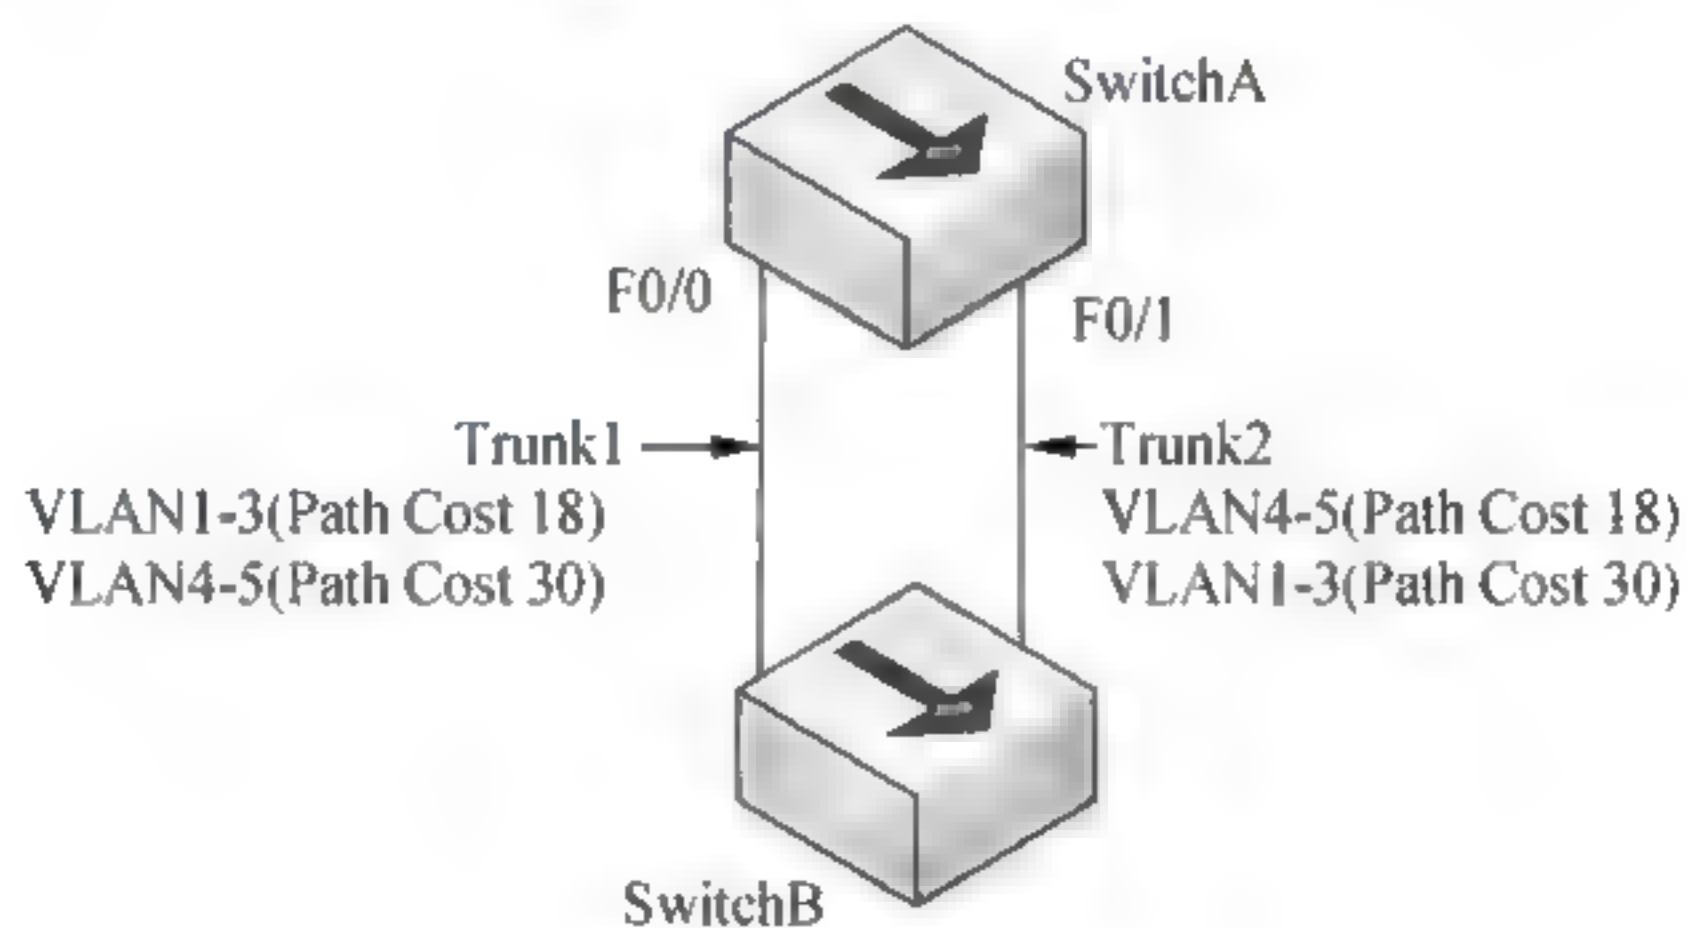 SwitchA
F0/0
F0/1
Trunk1
Trunk2
VLAN1-3(Path Cost 18)
VLAN4-5(Path Cost 18)
VLAN4-5(Path Cost 30)
VLAN1-3(Path Cost 30)
SwitchB